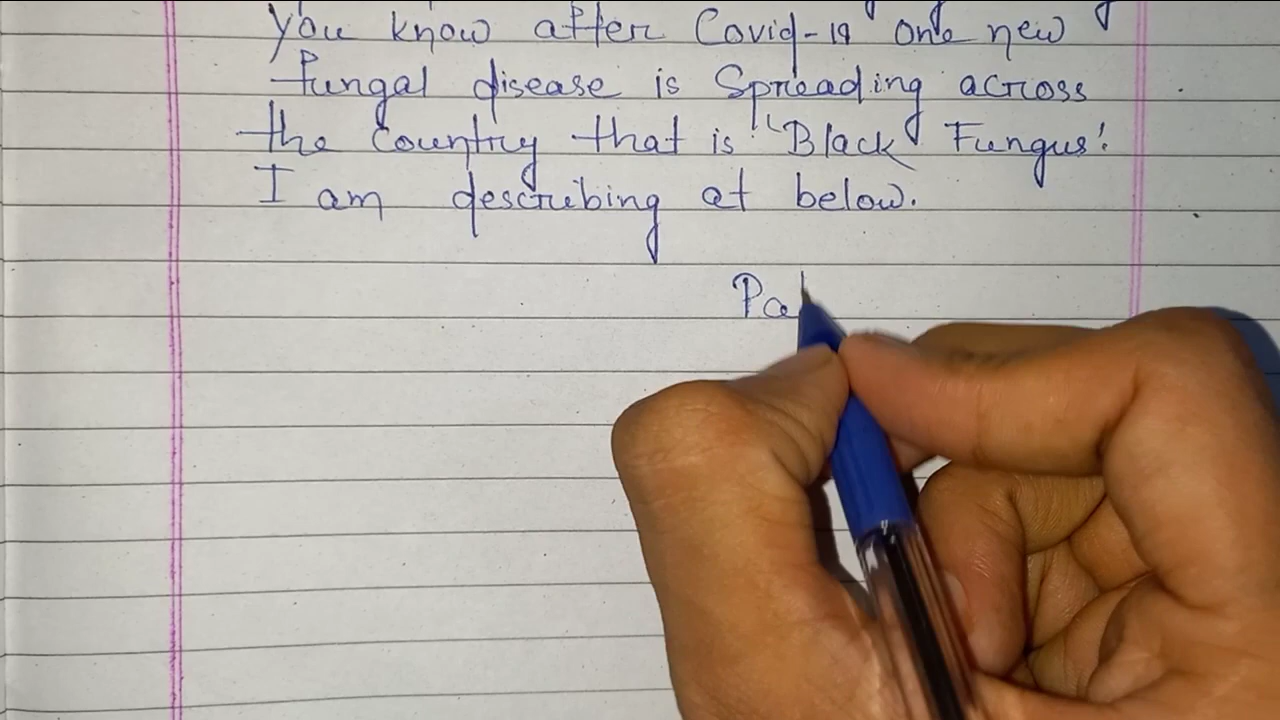 you know after Covid-19 one new
fungal disease is Spreading across
the Country that is "Black Fungus!
I am describing at below.
Pa